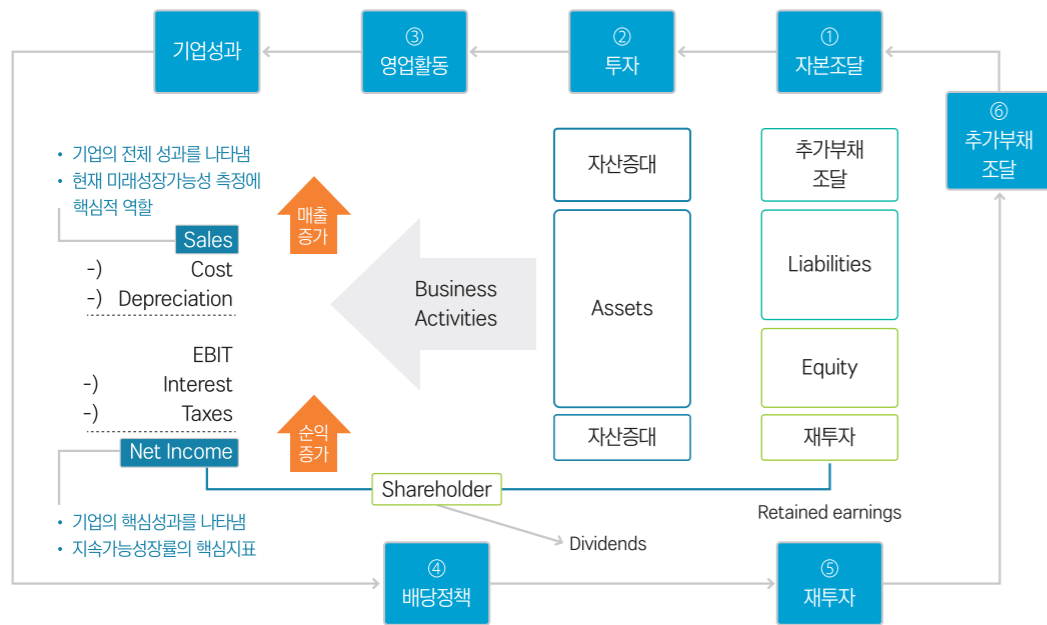 기업성과
③
영업활동
②
투자
①
자본조달
⑥
추가부채
조달
• 기업의 전체 성과를 나타냄
• 현재 미래성장가능성 측정에
핵심적 역할
매출
증가
자산증대
추가부채
조달
Sales
-) Cost
-) Depreciation
Business
Activities
Assets
Liabilities
EBIT
-) Interest
-) Taxes
Equity
순익
증가
자산증대
재투자
Net Income
Shareholder
Retained earnings
• 기업의 핵심성과를 나타냄
• 지속가능성장률의 핵심지표
Dividends
④
배당정책
⑤
재투자